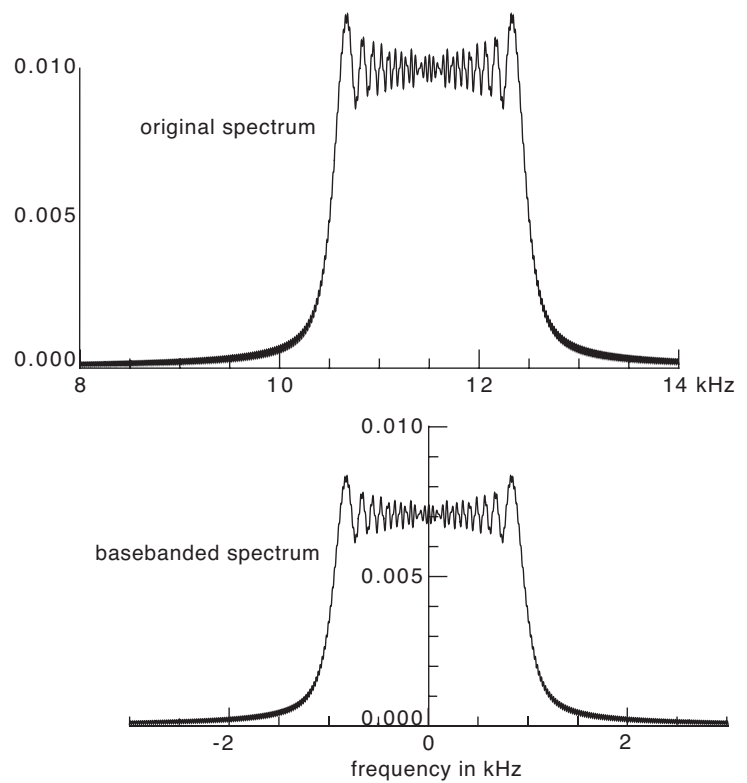 0.010
original spectrum
0.005
0.000
8 10 12 14 kHz
0.010
basebanded spectrum
0.005
0.000
-2 0 2
frequency in kHz